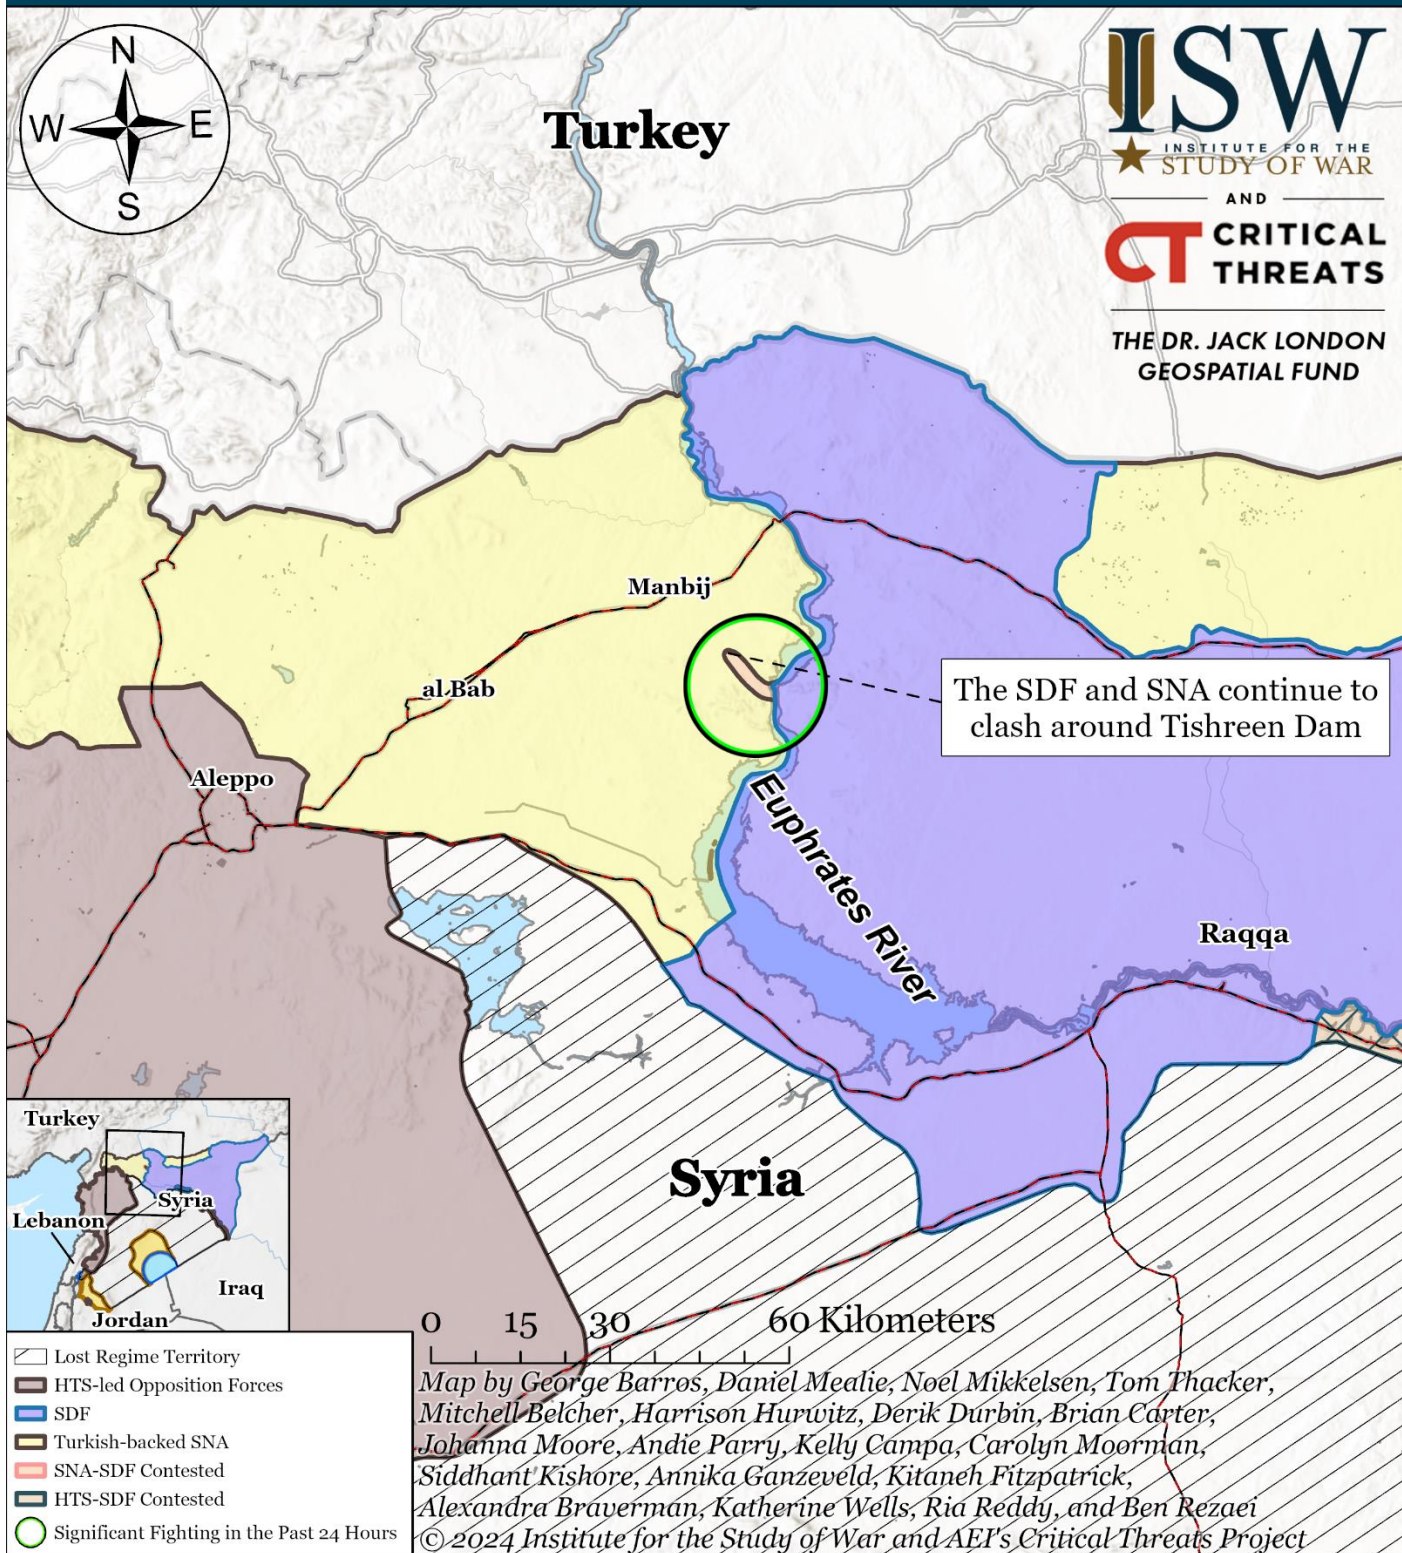 N
W
E
S
Turkey
ISW
INSTITUTE FOR THE
STUDY OF WAR
AND
CT CRITICAL
THREATS
THE DR. JACK LONDON
GEOSPATIAL FUND
Manbij
al Bab
The SDF and SNA continue to
clash around Tishreen Dam
Aleppo
Euphrates River
Raqqa
Syria
Turkey
Syria
Lebanon
Iraq
Jordan
0 15 30 60 Kilometers
Lost Regime Territory
HTS-led Opposition Forces
SDF
Turkish-backed SNA
SNA-SDF Contested
HTS-SDF Contested
Significant Fighting in the Past 24 Hours
Map by George Barros, Daniel Mealie, Noel Mikkelsen, Tom Thacker,
Mitchell Belcher, Harrison Hurwitz, Derik Durbin, Brian Carter,
Johanna Moore, Andie Parry, Kelly Campa, Carolyn Moorman,
Siddhant Kishore, Annika Ganzeveld, Kitaneh Fitzpatrick,
Alexandra Braverman, Katherine Wells, Ria Reddy, and Ben Rezaei
© 2024 Institute for the Study of War and AEI's Critical Threats Project